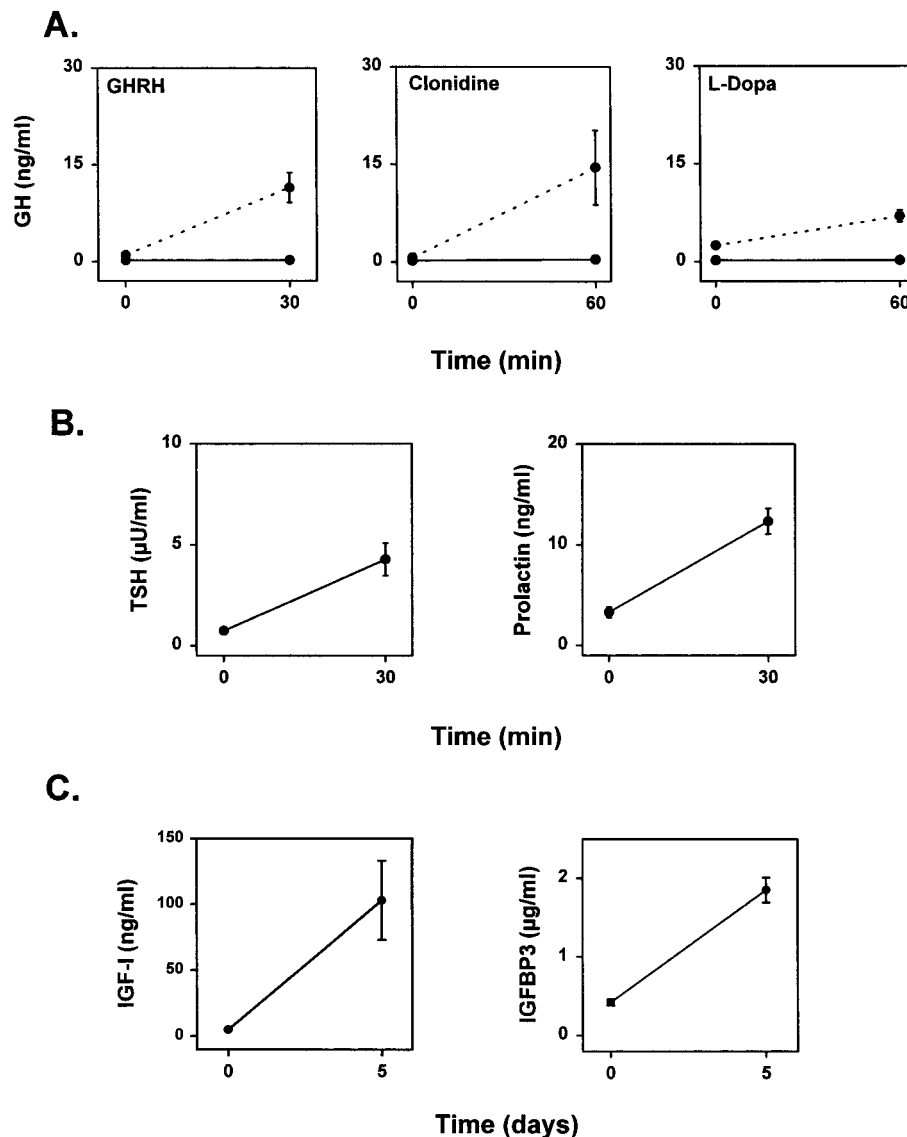 A.
GHRH
Clonidine
L-Dopa
GH (ng/ml)
30
15
0
0 30
30
15
0
0 60
30
15
0
0 60
Time (min)
B.
TSH (µU/ml)
10
5
0
0 30
Prolactin (ng/ml)
20
10
0
0 30
Time (min)
C.
IGF-I (ng/ml)
150
100
50
0
0 5
IGFBP3 (µg/ml)
2
1
0
0 5
Time (days)